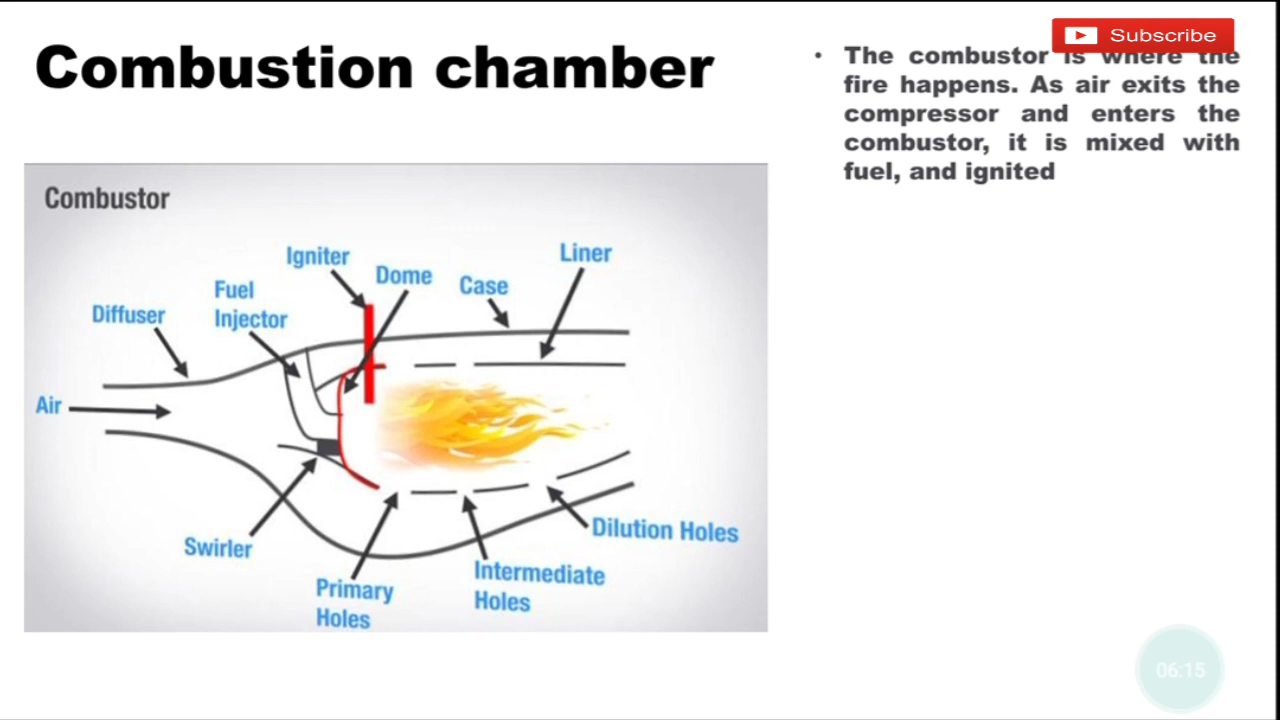 Combustion chamber
Subscribe
• The combustor is where the
fire happens. As air exits the
compressor and enters the
combustor, it is mixed with
fuel, and ignited
Combustor
Igniter
Dome
Liner
Case
Fuel
Injector
Diffuser
Air
Swirler
Primary
Holes
Intermediate
Holes
Dilution Holes
06:15